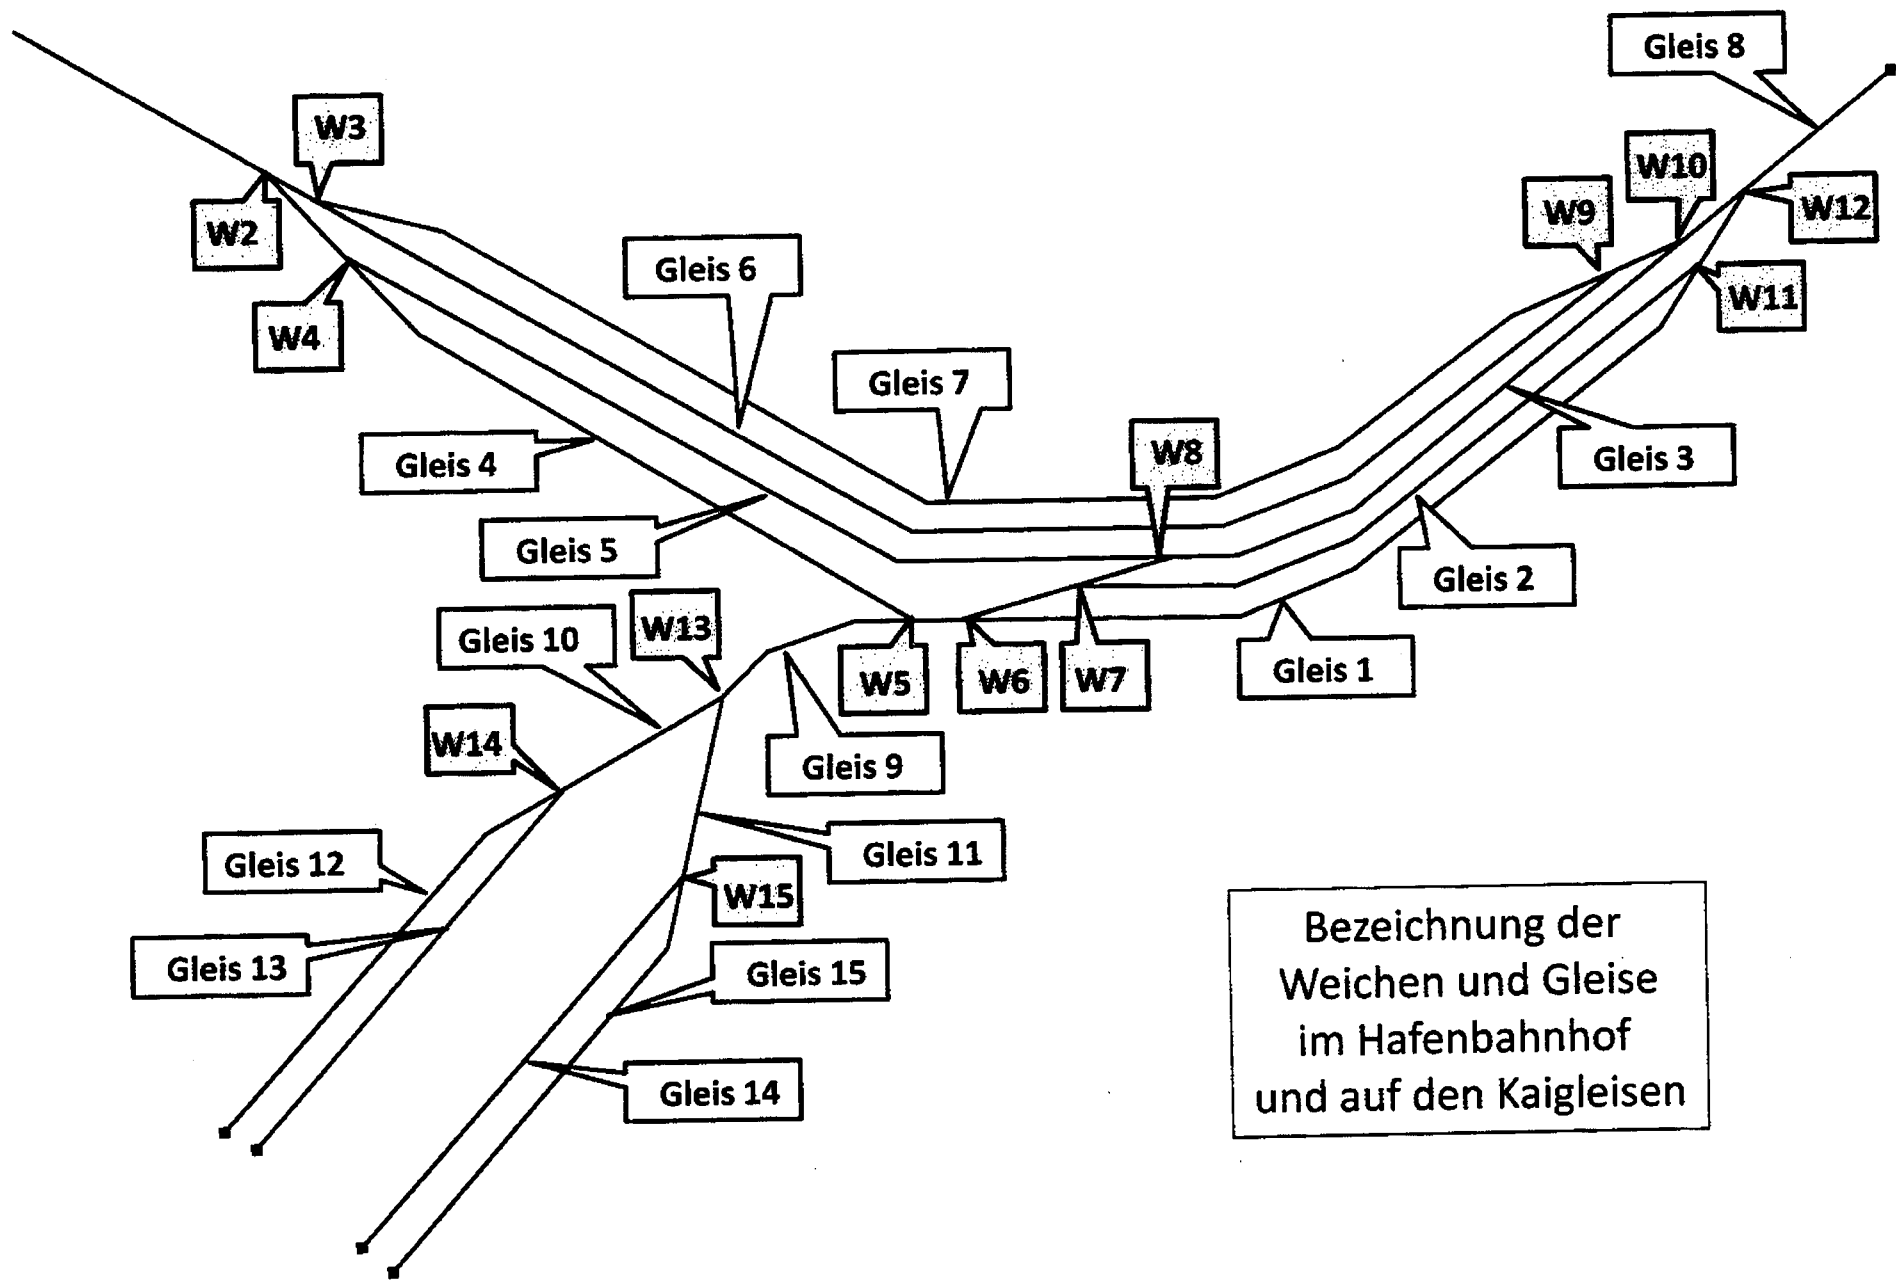 Gleis 8
W3
W10
W9
W12
W2
Gleis 6
W11
W4
Gleis 7
W8
Gleis 4
Gleis 3
Gleis 5
Gleis 2
Gleis 10
W13
W5
W6
W7
Gleis 1
W14
Gleis 9
Gleis 12
Gleis 11
W15
Gleis 13
Gleis 15
Gleis 14
Bezeichnung der
Weichen und Gleise
im Hafenbahnhof
und auf den Kaigleisen